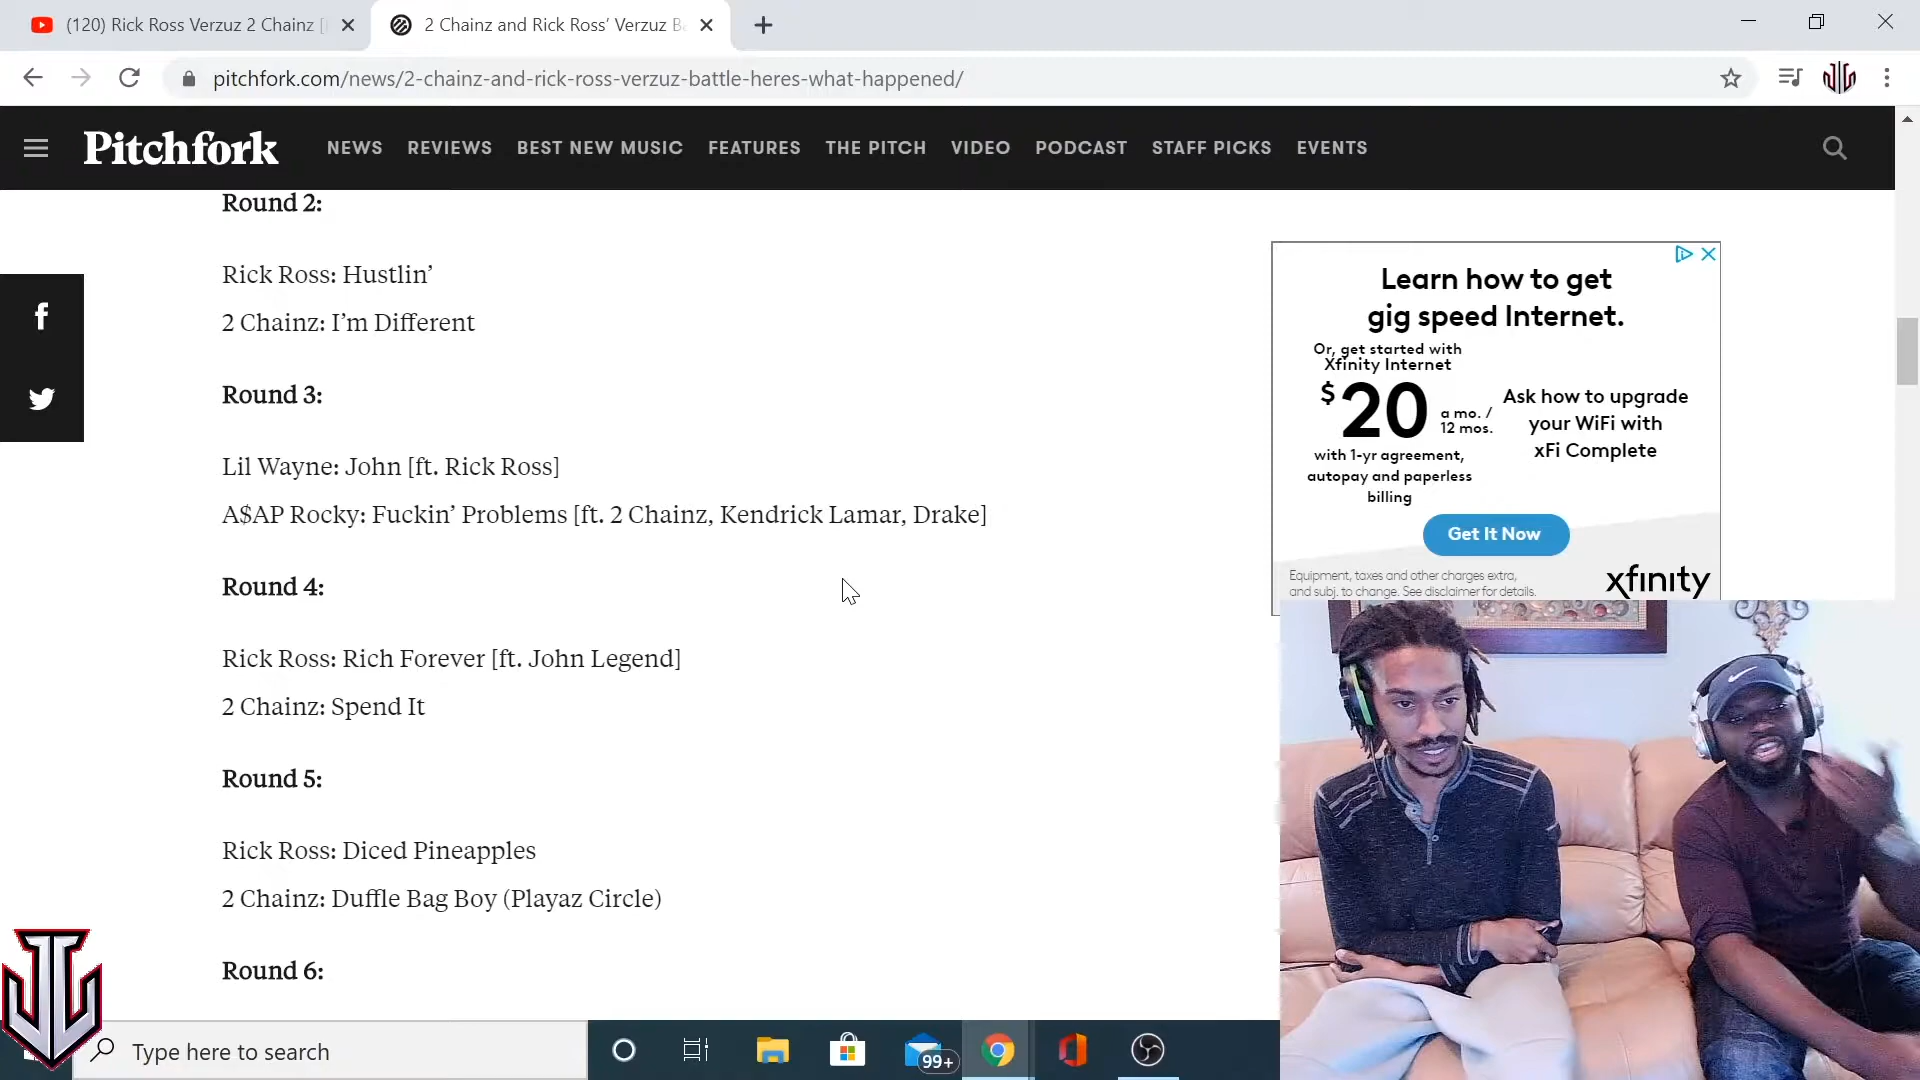 (120) Rick Ross Verzuz 2 Chainz [
2 Chainz and Rick Ross’ Verzuz B
pitchfork.com/news/2-chainz-and-rick-ross-verzuz-battle-heres-what-happened/
Pitchfork
NEWS REVIEWS BEST NEW MUSIC FEATURES THE PITCH VIDEO PODCAST STAFF PICKS EVENTS
Round 2:
Rick Ross: Hustlin’
2 Chainz: I’m Different
Round 3:
Lil Wayne: John [ft. Rick Ross]
A$AP Rocky: Fuckin’ Problems [ft. 2 Chainz, Kendrick Lamar, Drake]
Round 4:
Rick Ross: Rich Forever [ft. John Legend]
2 Chainz: Spend It
Round 5:
Rick Ross: Diced Pineapples
2 Chainz: Duffle Bag Boy (Playaz Circle)
Round 6:
Learn how to get
gig speed Internet.
Or, get started with
Xfinity Internet
$20
a mo. /
12 mos.
with 1-yr agreement,
autopay and paperless
billing
Ask how to upgrade
your WiFi with
xFi Complete
Get It Now
Equipment, taxes and other charges extra,
and subj. to change. See disclaimer for details.
xfinity
Type here to search
99+